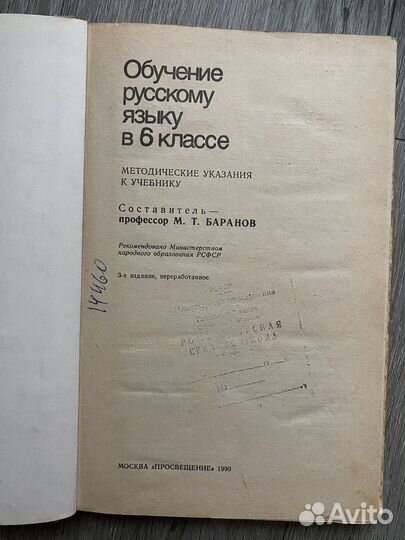 Обучение
русскому
языку
в 6 классе
МЕТОДИЧЕСКИЕ УКАЗАНИЯ
К УЧЕБНИКУ
Составитель —
профессор М. Т. БАРАНОВ
Рекомендовано Министерством
народного образования РСФСР
3-е издание, переработанное
14460
РСФСР
МОСКВА «ПРОСВЕЩЕНИЕ» 1990
Avito